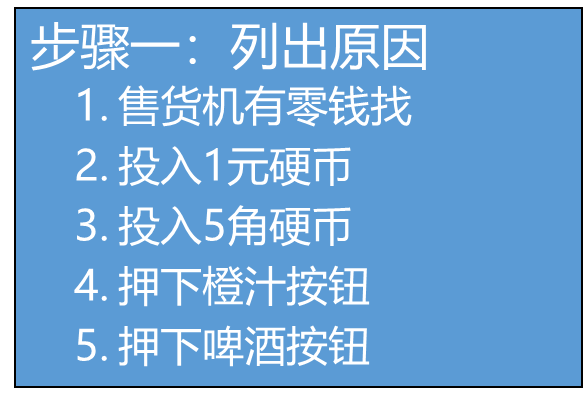 步骤一：列出原因
1. 售货机有零钱找
2. 投入1元硬币
3. 投入5角硬币
4. 押下橙汁按钮
5. 押下啤酒按钮